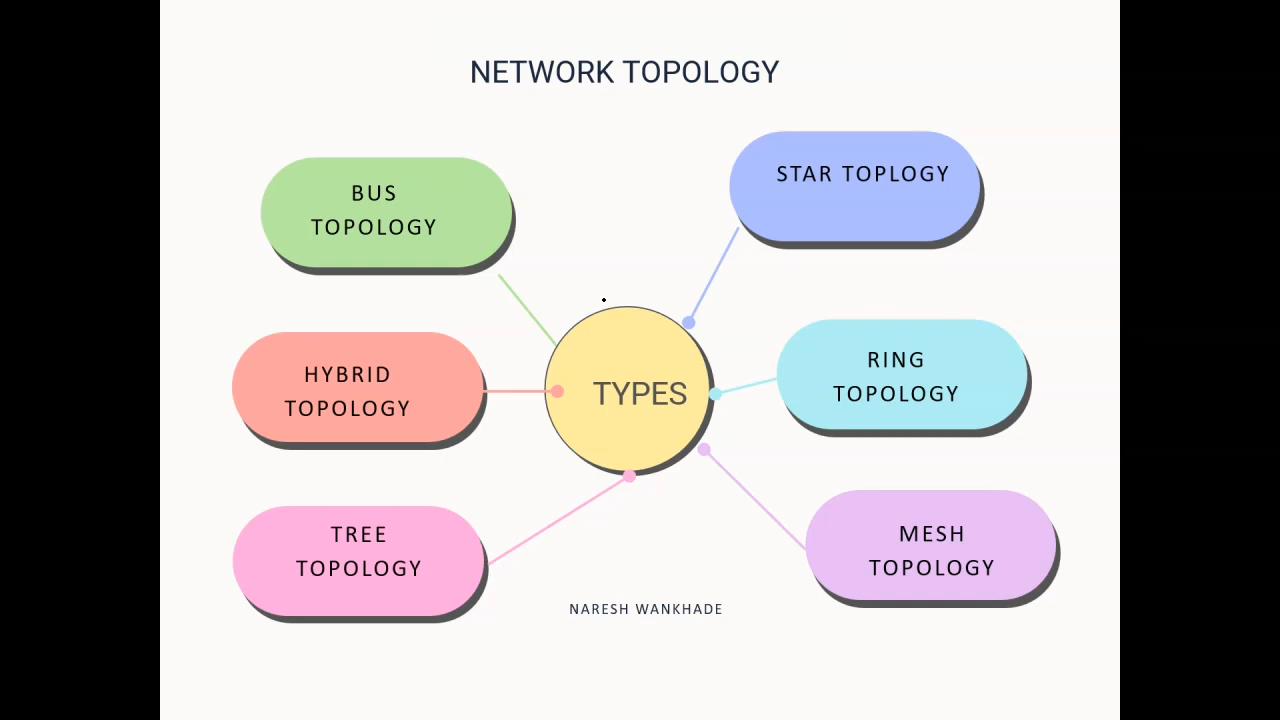 NETWORK TOPOLOGY
BUS
TOPOLOGY
STAR TOPLOGY
HYBRID
TOPOLOGY
TYPES
RING
TOPOLOGY
TREE
TOPOLOGY
MESH
TOPOLOGY
NARESH WANKHADE